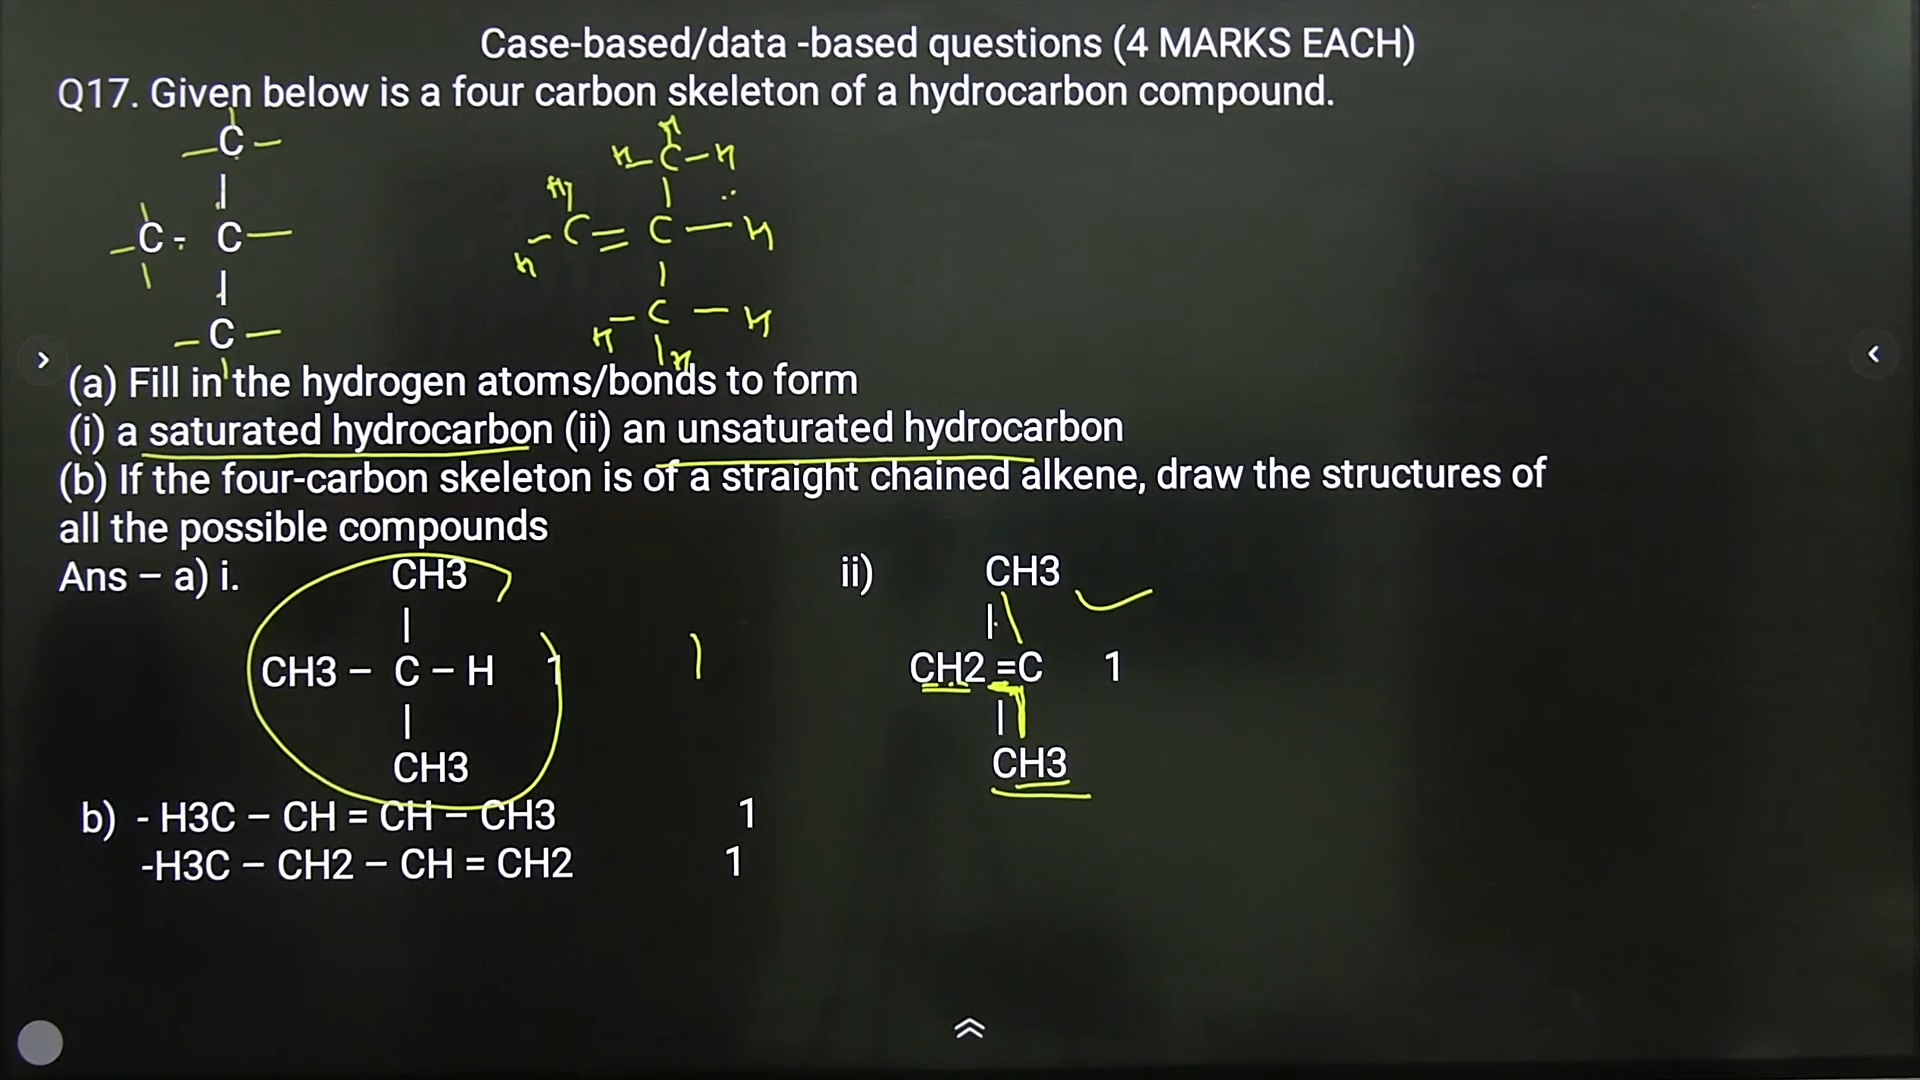 Case-based/data -based questions (4 MARKS EACH)
Q17. Given below is a four carbon skeleton of a hydrocarbon compound.
–C–
|
–C - C–
|
–C–
H
H–C–H
|
H
–C=C–H
H
|
H–C–H
|
H
(a) Fill in the hydrogen atoms/bonds to form
(i) a saturated hydrocarbon (ii) an unsaturated hydrocarbon
(b) If the four-carbon skeleton is of a straight chained alkene, draw the structures of
all the possible compounds
Ans – a) i. CH3 ii) CH3
| |
CH3 – C – H 1 1 CH2 =C 1
| |
CH3 CH3
b) - H3C – CH = CH – CH3 1
-H3C – CH2 – CH = CH2 1